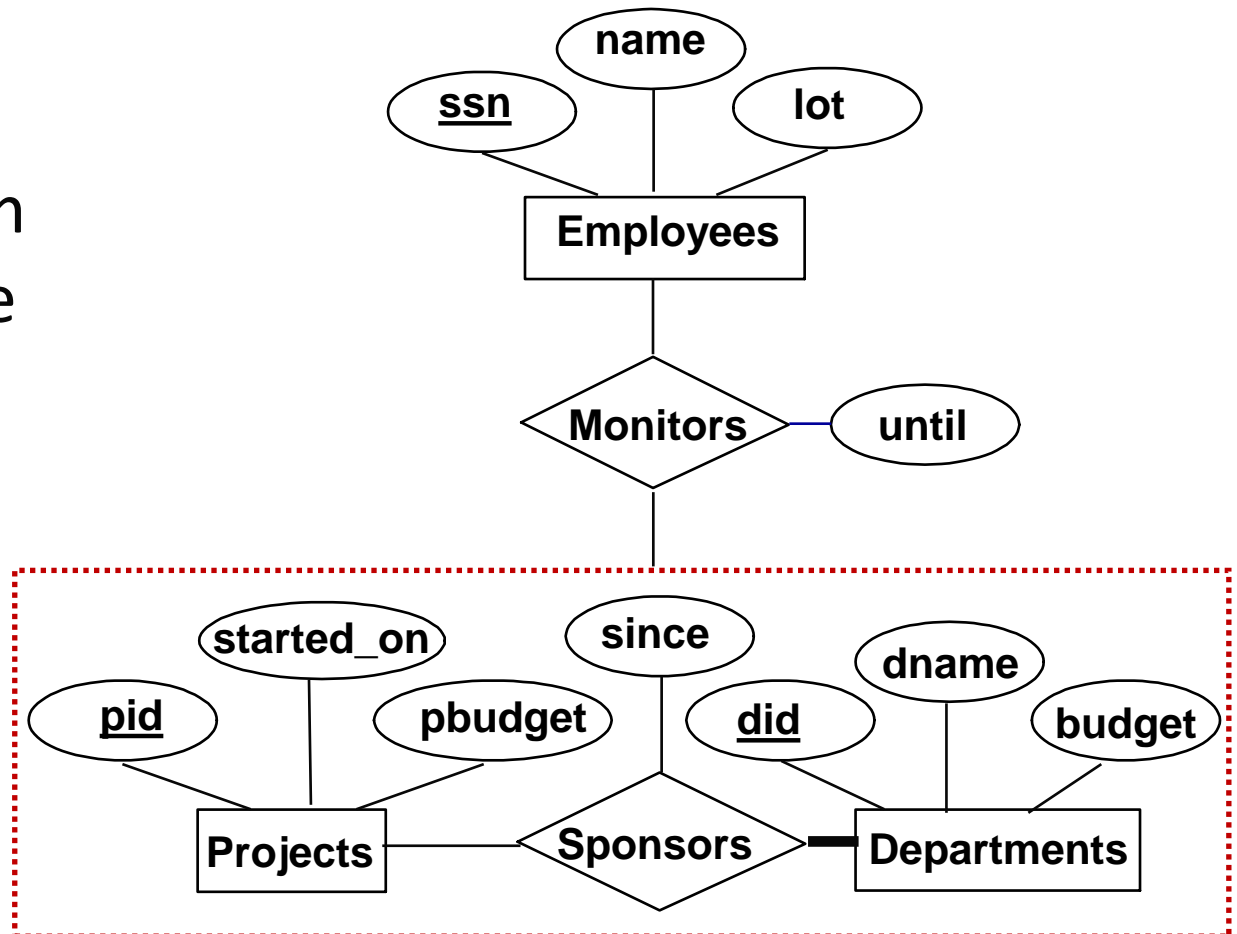 name
ssn
lot
n
Employees
e
Monitors
until
started_on
since
dname
pid
pbudget
did
budget
Projects
Sponsors
Departments